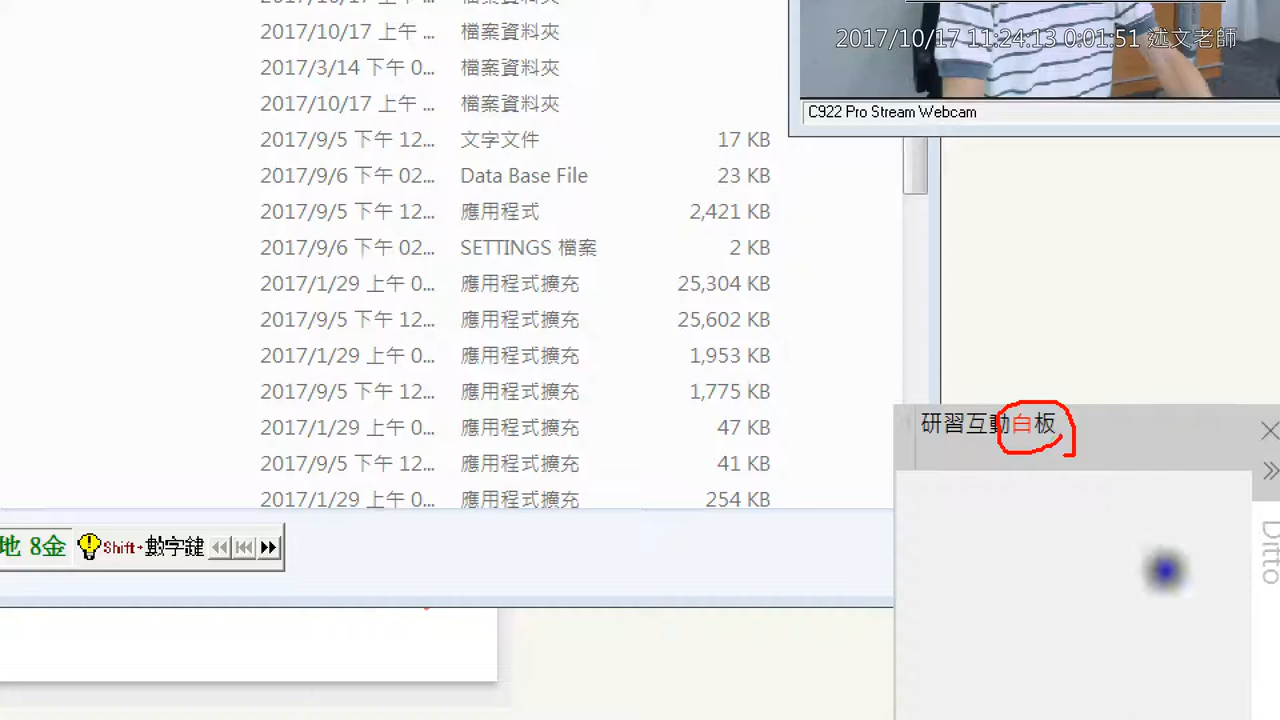 2017/10/17 上午 ... 檔案資料夾
2017/3/14 下午 0... 檔案資料夾
2017/10/17 上午 ... 檔案資料夾
2017/9/5 下午 12... 文字文件 17 KB
2017/9/6 下午 02... Data Base File 23 KB
2017/9/5 下午 12... 應用程式 2,421 KB
2017/9/6 下午 02... SETTINGS 檔案 2 KB
2017/1/29 上午 0... 應用程式擴充 25,304 KB
2017/9/5 下午 12... 應用程式擴充 25,602 KB
2017/1/29 上午 0... 應用程式擴充 1,953 KB
2017/9/5 下午 12... 應用程式擴充 1,775 KB
2017/1/29 上午 0... 應用程式擴充 47 KB
2017/9/5 下午 12... 應用程式擴充 41 KB
2017/1/29 上午 0... 應用程式擴充 254 KB
地 8金 Shift+數字鍵
2017/10/17 11:24:13 0:01:51 述文老師
C922 Pro Stream Webcam
研習互動白板
Ditto